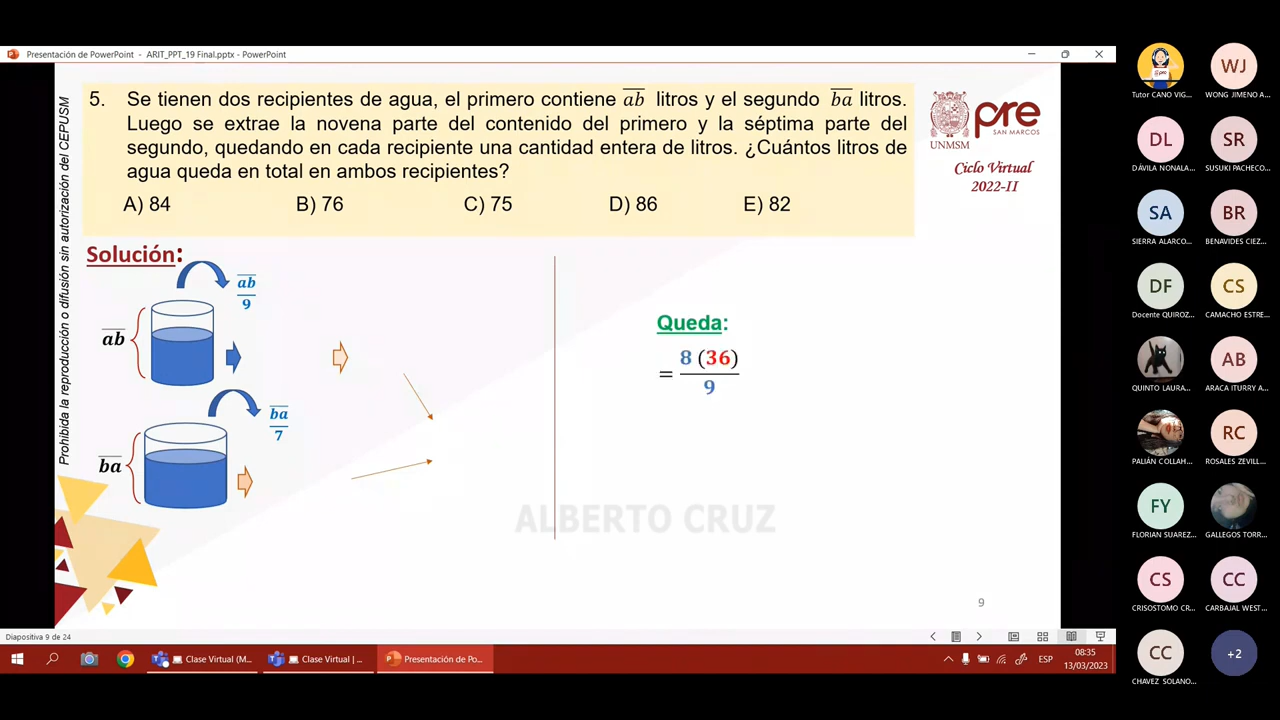 Presentación de PowerPoint - ARIT_PPT_19 Final.pptx - PowerPoint
Prohibida la reproducción o difusión sin autorización del CEPUSM
5. Se tienen dos recipientes de agua, el primero contiene ab litros y el segundo ba litros.
Luego se extrae la novena parte del contenido del primero y la séptima parte del
segundo, quedando en cada recipiente una cantidad entera de litros. ¿Cuántos litros de
agua queda en total en ambos recipientes?
A) 84 B) 76 C) 75 D) 86 E) 82
UNMSM
pre
SAN MARCOS
Ciclo Virtual
2022-II
Solución:
ab
9
ab
ba
7
ba
Queda:
= 8 (36)
9
ALBERTO CRUZ
9
Diapositiva 9 de 24
Clase Virtual (M...
Clase Virtual | ...
Presentación de Po...
ESP
08:35
13/03/2023
Tutor CANO VIG...
WJ
WONG JIMENO A...
DL
DÁVILA NONALA...
SR
SUSUKI PACHECO...
SA
SIERRA ALARCO...
BR
BENAVIDES CIEZ...
DF
Docente QUIROZ...
CS
CAMACHO ESTRE...
QUINTO LAURA...
AB
ARACA ITURRY A...
PALIÁN COLLAH...
RC
ROSALES ZEVILL...
FY
FLORIAN SUAREZ...
GALLEGOS TORR...
CS
CRISOSTOMO CR...
CC
CARBAJAL WEST...
CC
CHAVEZ SOLANO...
+2